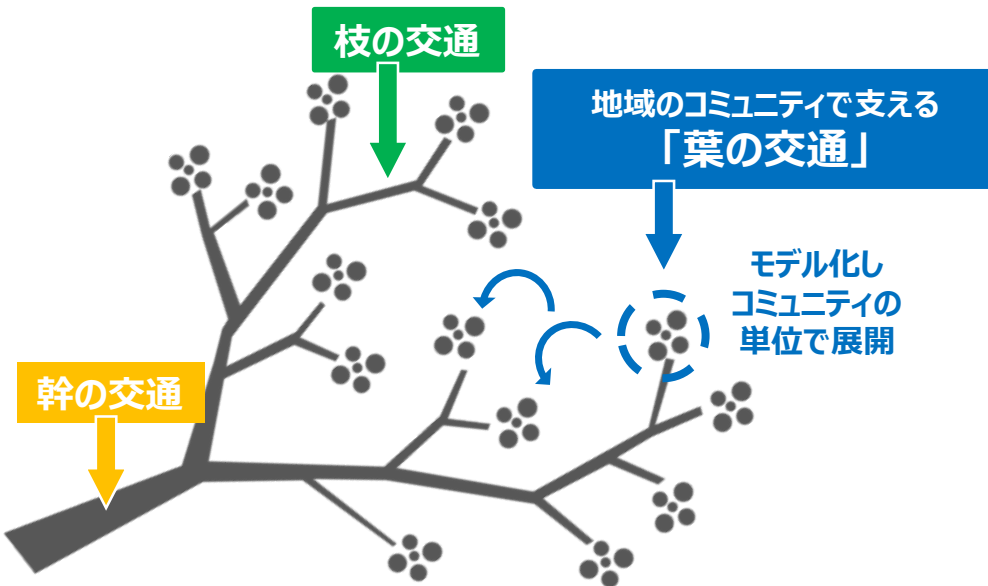 枝の交通
地域のコミュニティで支える
「葉の交通」
モデル化し
コミュニティの
単位で展開
幹の交通